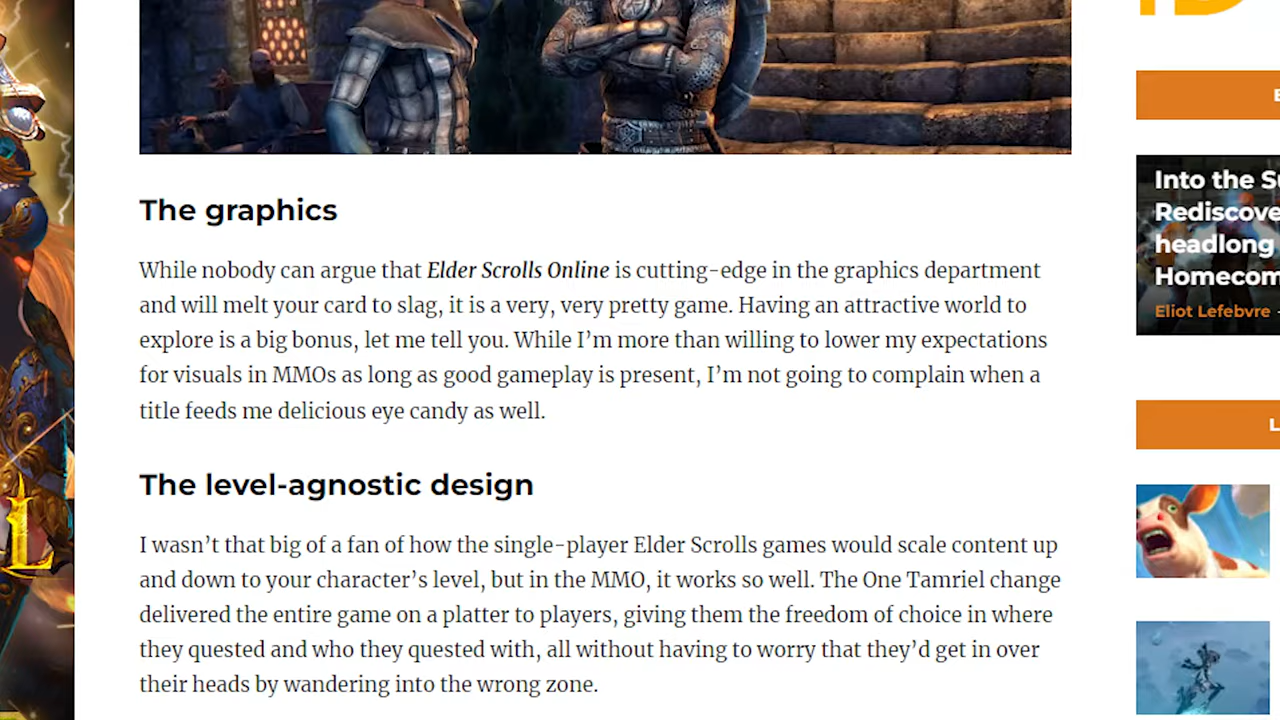 The graphics
While nobody can argue that Elder Scrolls Online is cutting-edge in the graphics department
and will melt your card to slag, it is a very, very pretty game. Having an attractive world to
explore is a big bonus, let me tell you. While I’m more than willing to lower my expectations
for visuals in MMOs as long as good gameplay is present, I’m not going to complain when a
title feeds me delicious eye candy as well.
The level-agnostic design
I wasn’t that big of a fan of how the single-player Elder Scrolls games would scale content up
and down to your character’s level, but in the MMO, it works so well. The One Tamriel change
delivered the entire game on a platter to players, giving them the freedom of choice in where
they quested and who they quested with, all without having to worry that they’d get in over
their heads by wandering into the wrong zone.
Into the
headlong
Eliot Lefebvre -